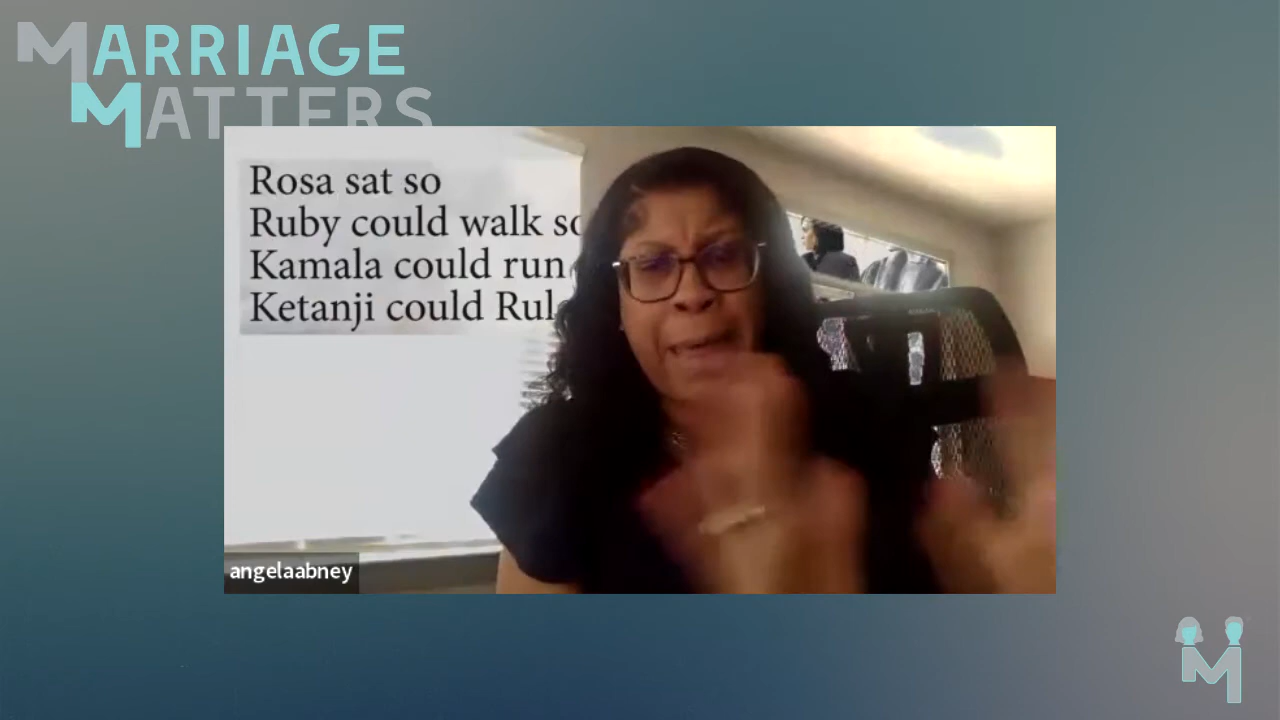 MARRIAGE
MATTERS
Rosa sat so
Ruby could walk so
Kamala could run
Ketanji could Rule
angelaabney
M